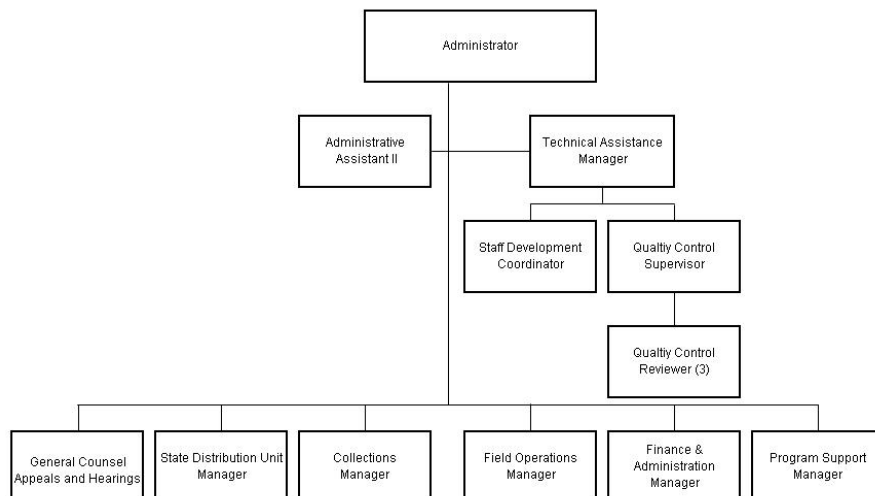 Administrator
Administrative
Assistant II
Technical Assistance
Manager
Staff Development
Coordinator
Qualtiy Control
Supervisor
Qualtiy Control
Reviewer (3)
General Counsel
Appeals and Hearings
State Distribution Unit
Manager
Collections
Manager
Field Operations
Manager
Finance &
Administration Manager
Program Support
Manager